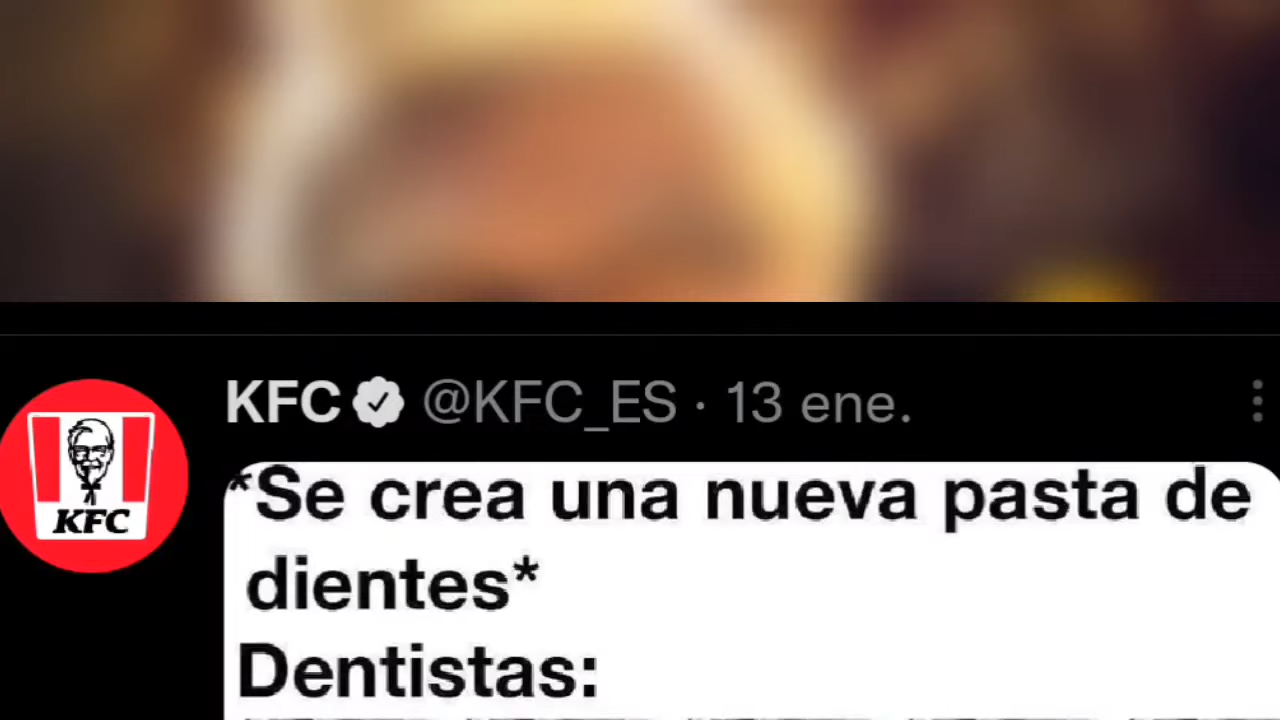 KFC @KFC_ES · 13 ene.
KFC
*Se crea una nueva pasta de
dientes*
Dentistas: